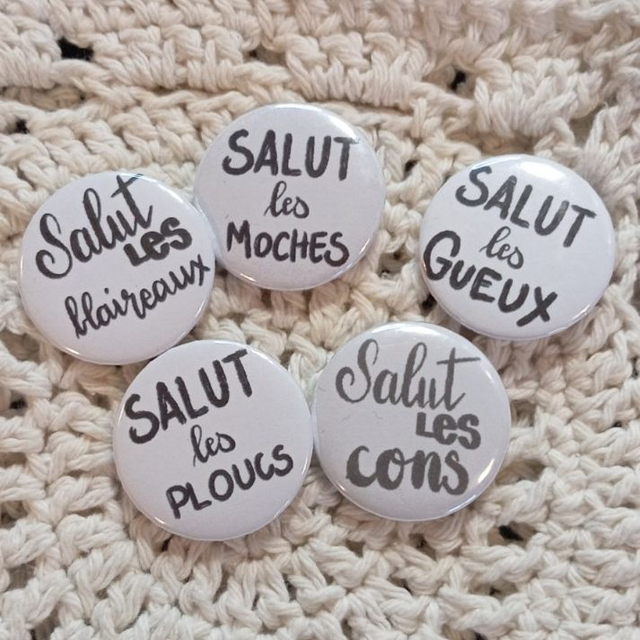 Salut
LES
blaireaux
SALUT
les
MOCHES
SALUT
les
GUEUX
SALUT
les
PLOUCS
Salut
LES
cons